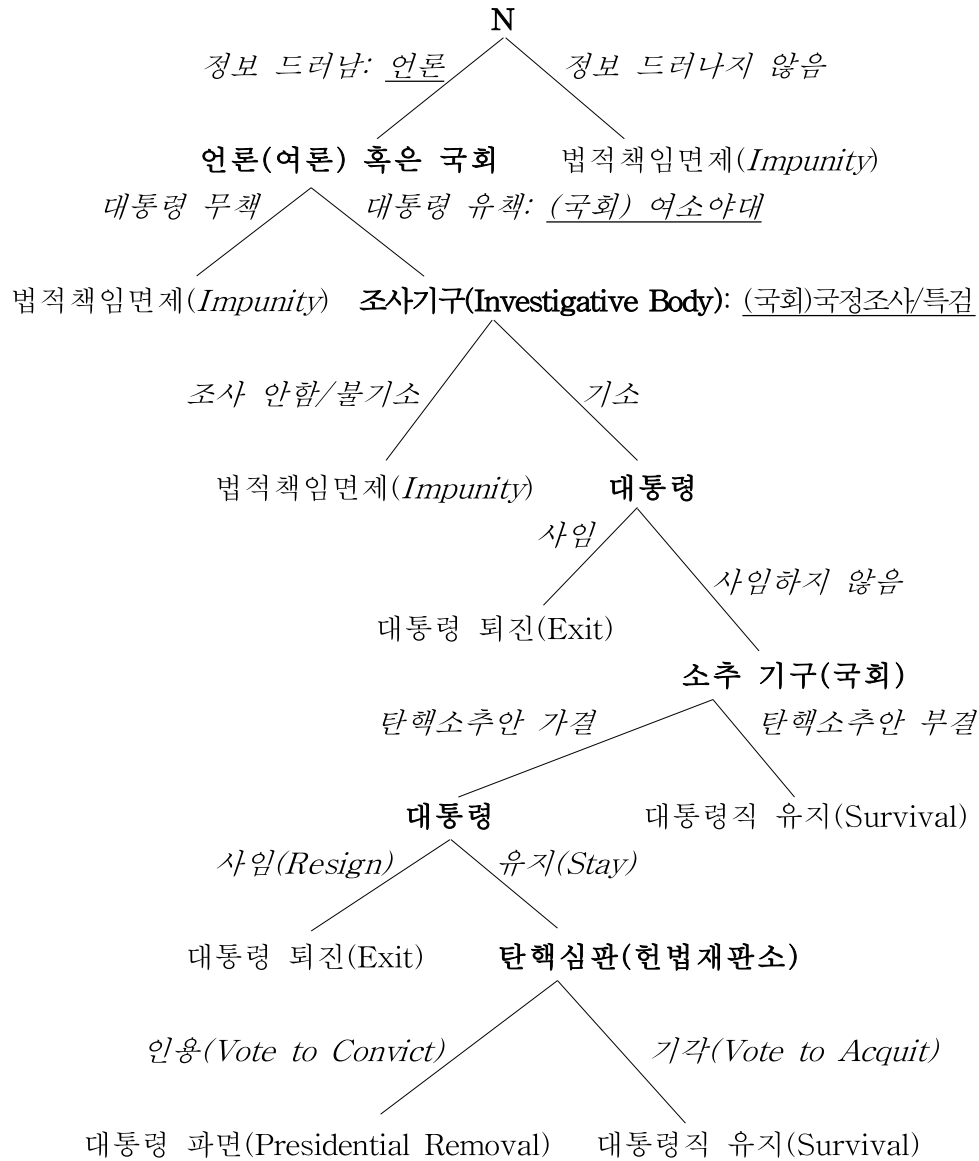 N
정보 드러남: 언론 정보 드러나지 않음
언론(여론) 혹은 국회 법적책임면제(Impunity)
대통령 무책 대통령 유책: (국회) 여소야대
법적책임면제(Impunity) 조사기구(Investigative Body): (국회)국정조사/특검
조사 안함/불기소 기소
법적책임면제(Impunity) 대통령
사임
사임하지 않음
대통령 퇴진(Exit)
소추 기구(국회)
탄핵소추안 가결 탄핵소추안 부결
대통령 대통령직 유지(Survival)
사임(Resign) 유지(Stay)
대통령 퇴진(Exit) 탄핵심판(헌법재판소)
인용(Vote to Convict) 기각(Vote to Acquit)
대통령 파면(Presidential Removal) 대통령직 유지(Survival)